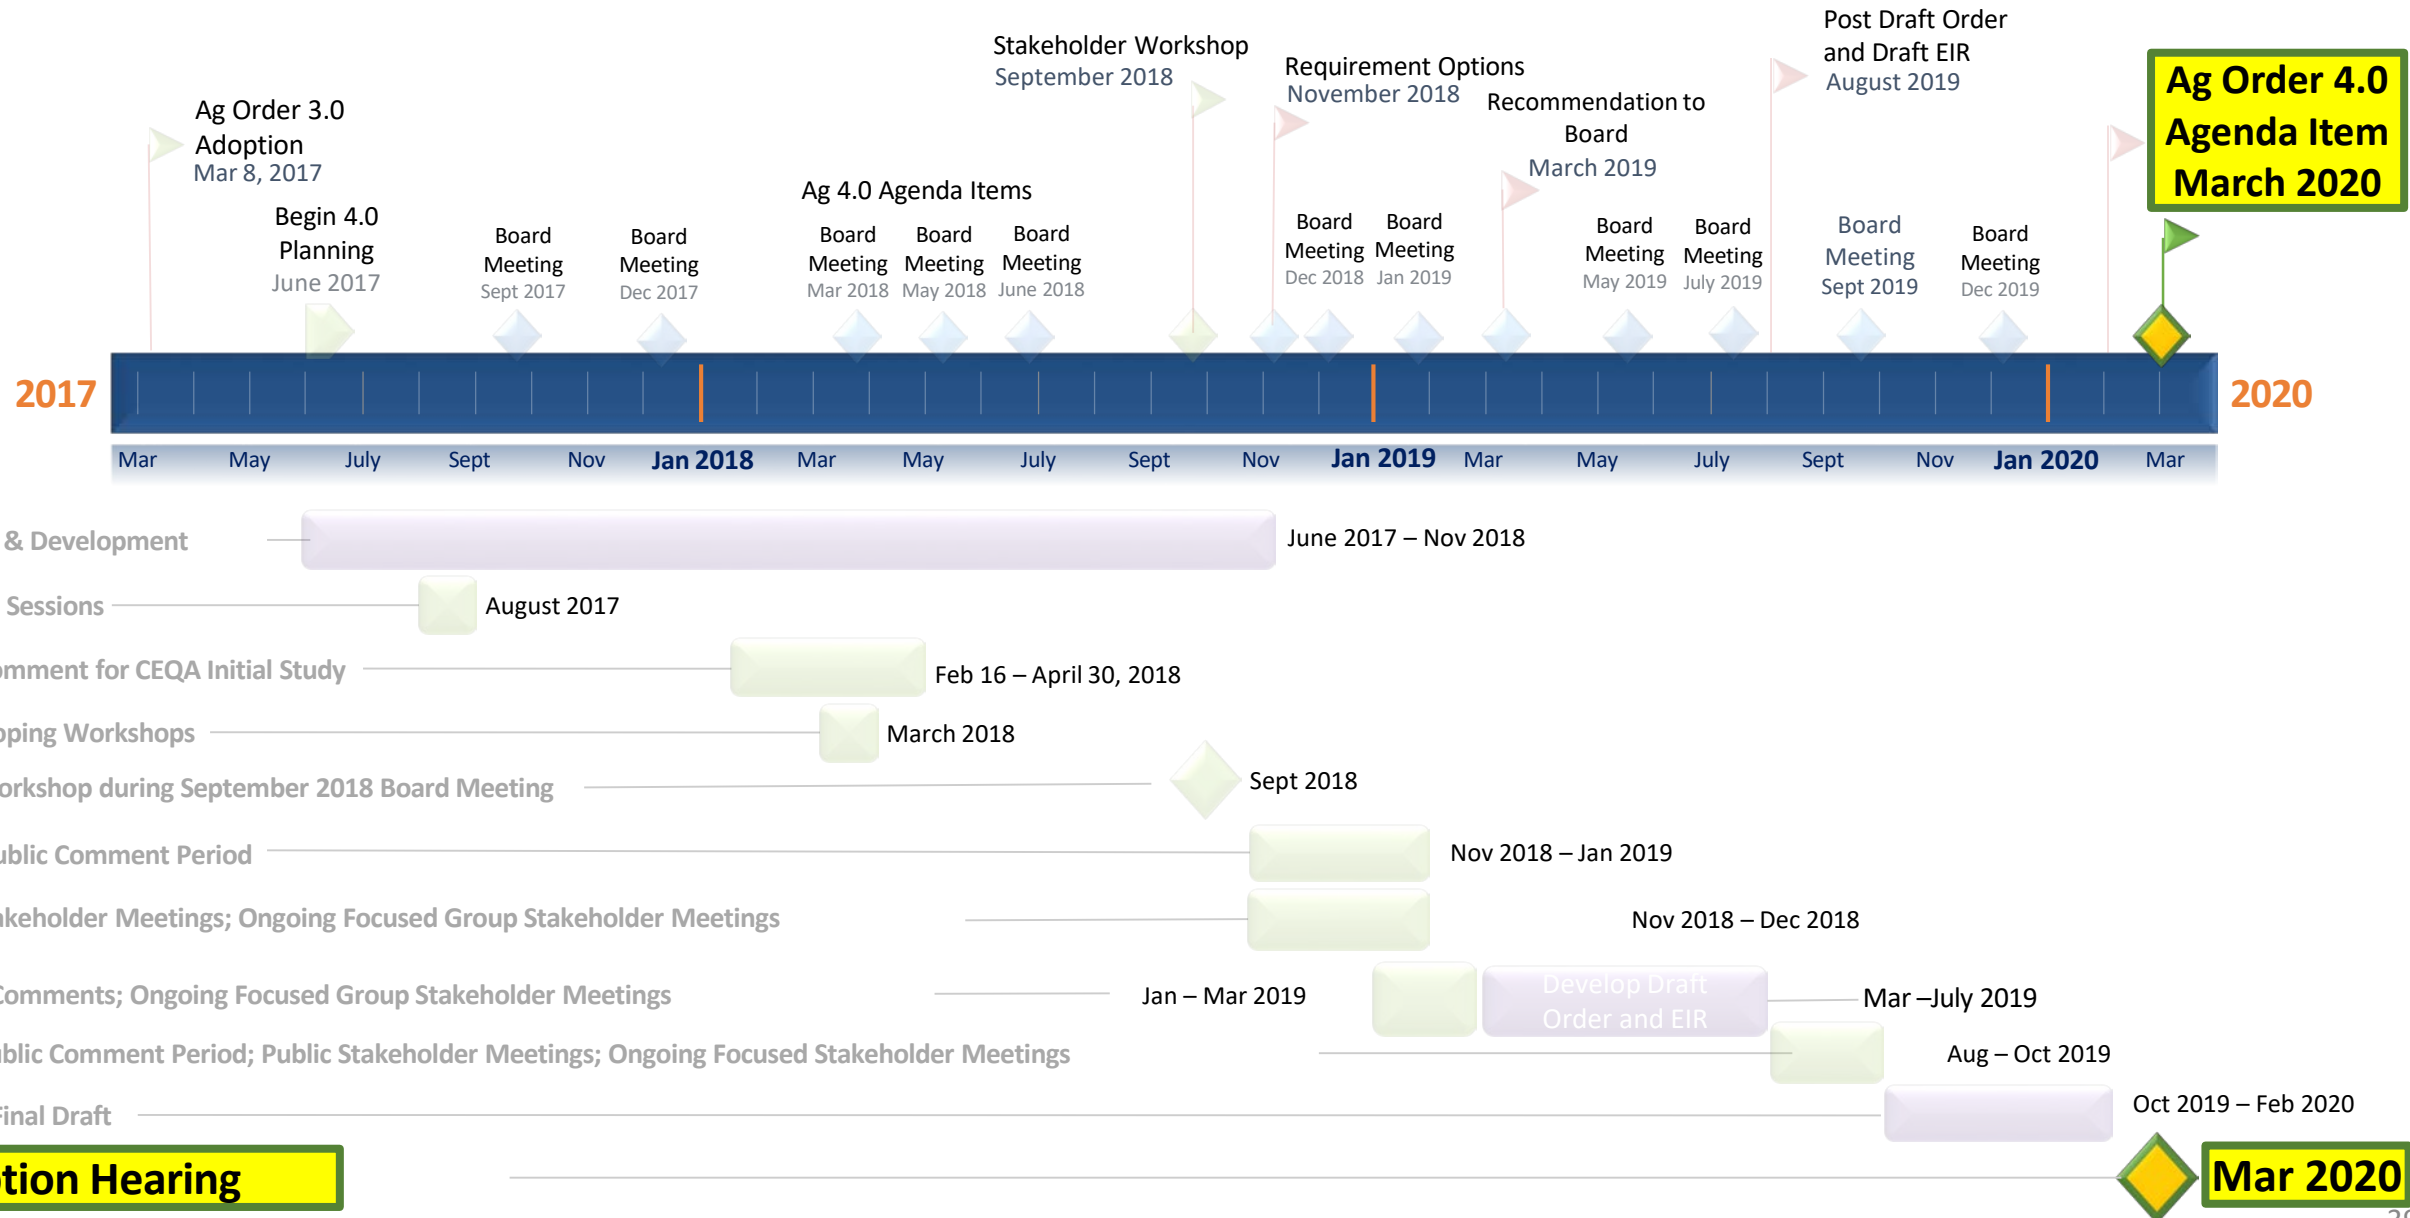 Post Draft Order
and Draft EIR
August 2019
Stakeholder Workshop
September 2018
Requirement Options
November 2018
Recommendation to
Board
March 2019
Ag Order 4.0
Agenda Item
March 2020
Ag Order 3.0
Adoption
Mar 8, 2017
Ag 4.0 Agenda Items
Begin 4.0
Planning
June 2017
Board
Meeting
Sept 2017
Board
Meeting
Dec 2017
Board
Meeting
Mar 2018
Board
Meeting
May 2018
Board
Meeting
June 2018
Board
Meeting
Dec 2018
Board
Meeting
Jan 2019
Board
Meeting
May 2019
Board
Meeting
July 2019
Board
Meeting
Sept 2019
Board
Meeting
Dec 2019
2017
2020
Mar May July Sept Nov Jan 2018 Mar May July Sept Nov Jan 2019 Mar May July Sept Nov Jan 2020 Mar
& Development June 2017 – Nov 2018
Sessions August 2017
omment for CEQA Initial Study Feb 16 – April 30, 2018
ping Workshops March 2018
orkshop during September 2018 Board Meeting Sept 2018
ublic Comment Period Nov 2018 – Jan 2019
akeholder Meetings; Ongoing Focused Group Stakeholder Meetings Nov 2018 – Dec 2018
Comments; Ongoing Focused Group Stakeholder Meetings Jan – Mar 2019
Develop Draft
Order and EIR
Mar –July 2019
ublic Comment Period; Public Stakeholder Meetings; Ongoing Focused Stakeholder Meetings Aug – Oct 2019
Final Draft Oct 2019 – Feb 2020
tion Hearing Mar 2020